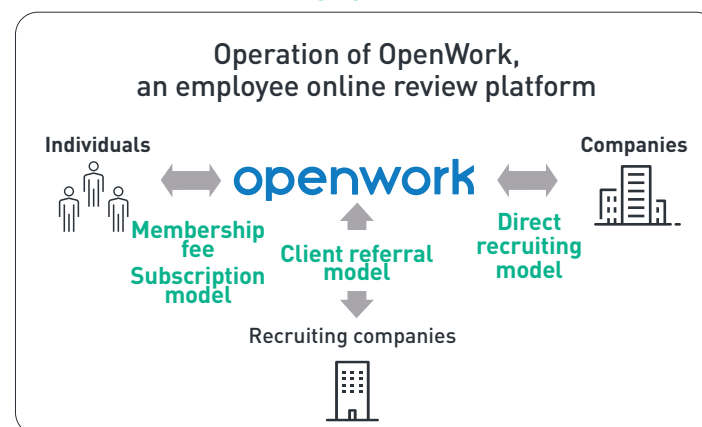 Operation of OpenWork,
an employee online review platform
Individuals
Companies
openwork
Membership
fee
Subscription
model
Client referral
model
Direct
recruiting
model
Recruiting companies